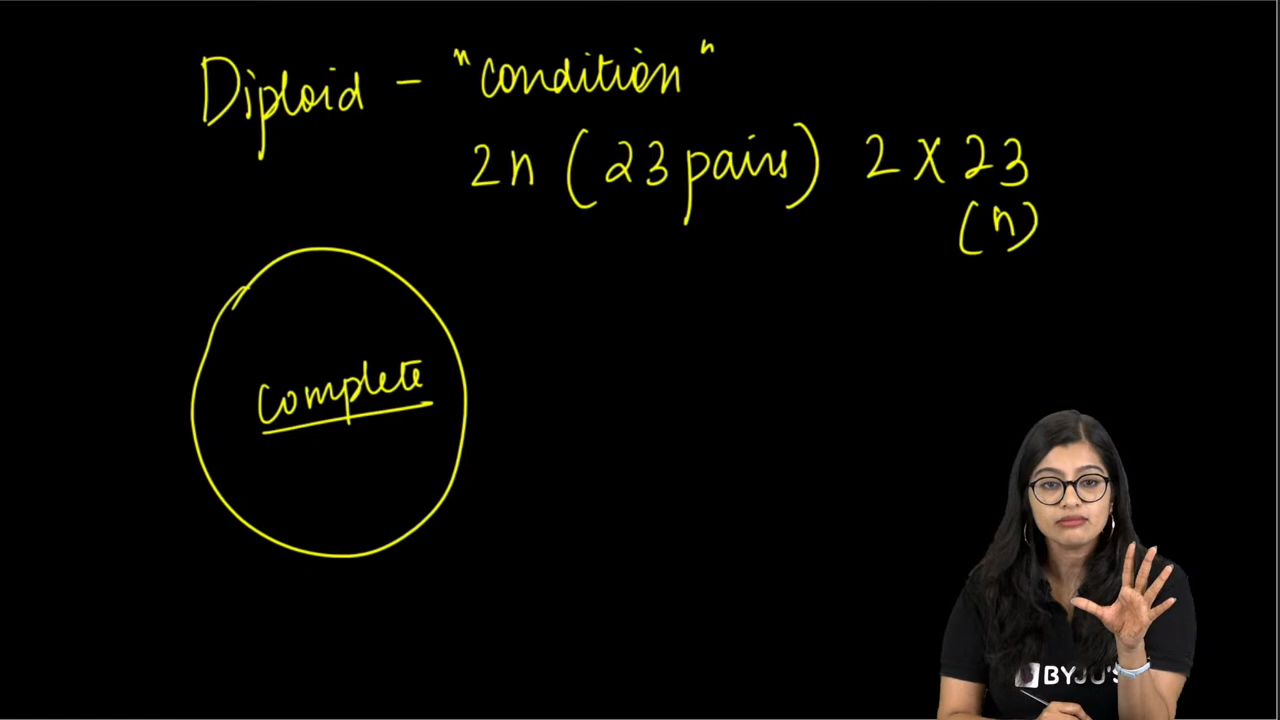 Diploid - "condition"
2n (23 pairs) 2 X 23
(n)
complete
BYJU'S